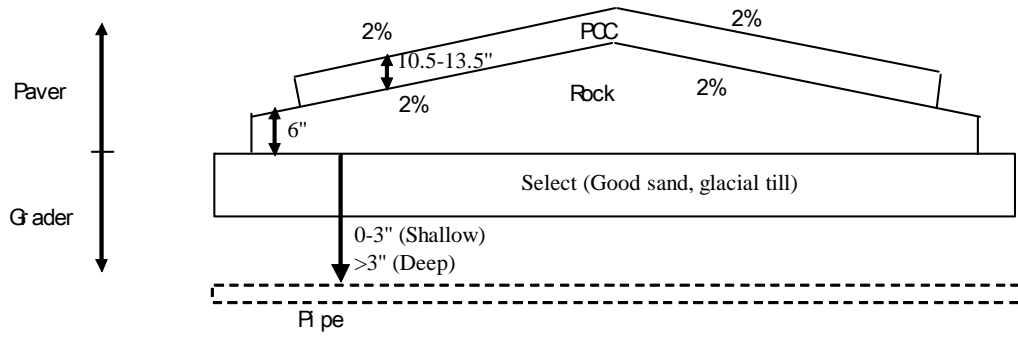 2%
2%
PCC
10.5-13.5"
Paver
2%
2%
Rock
6"
Select (Good sand, glacial till)
Grader
0-3" (Shallow)
>3" (Deep)
Pipe